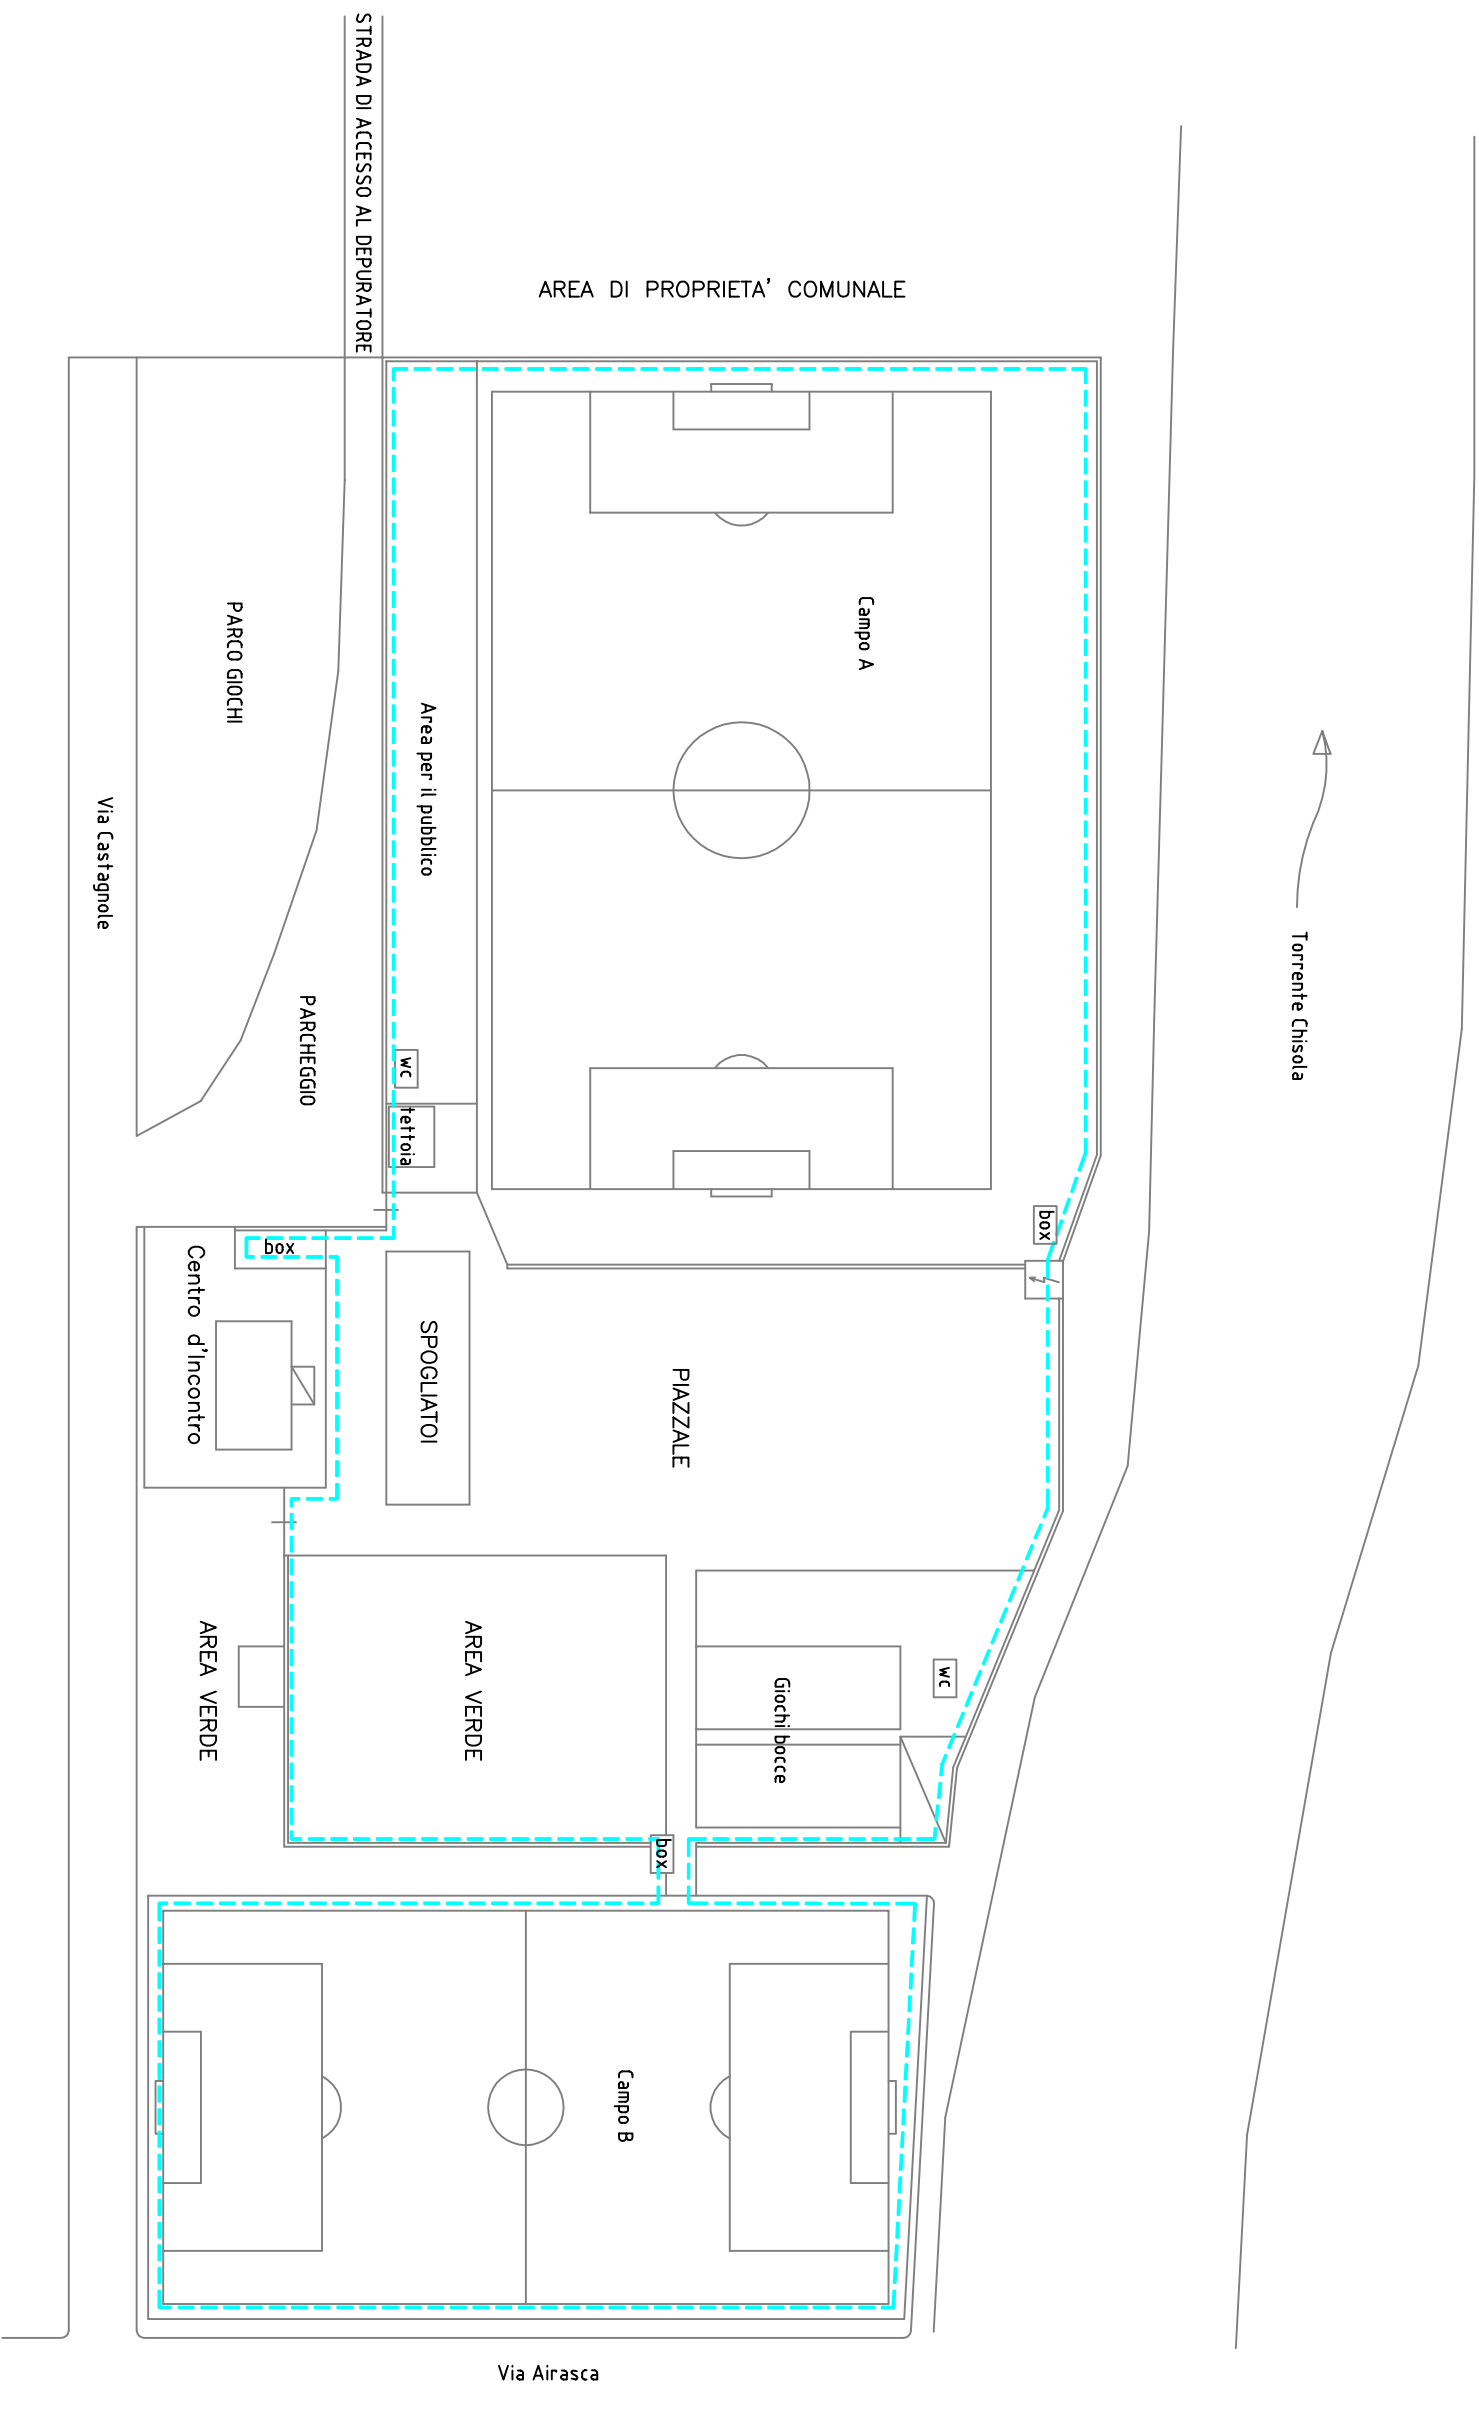 STRADA DI ACCESSO AL DEPURATORE
AREA DI PROPRIETA' COMUNALE
Campo A
PARCO GIOCHI
Area per il pubblico
Via Castagnole
Torrente Chisola
PARCHEGGIO
wc
tettoia
box
box
Centro d'Incontro
SPOGLIATOI
PIAZZALE
AREA VERDE
AREA VERDE
wc
Giochi bocce
box
Campo B
Via Airasca